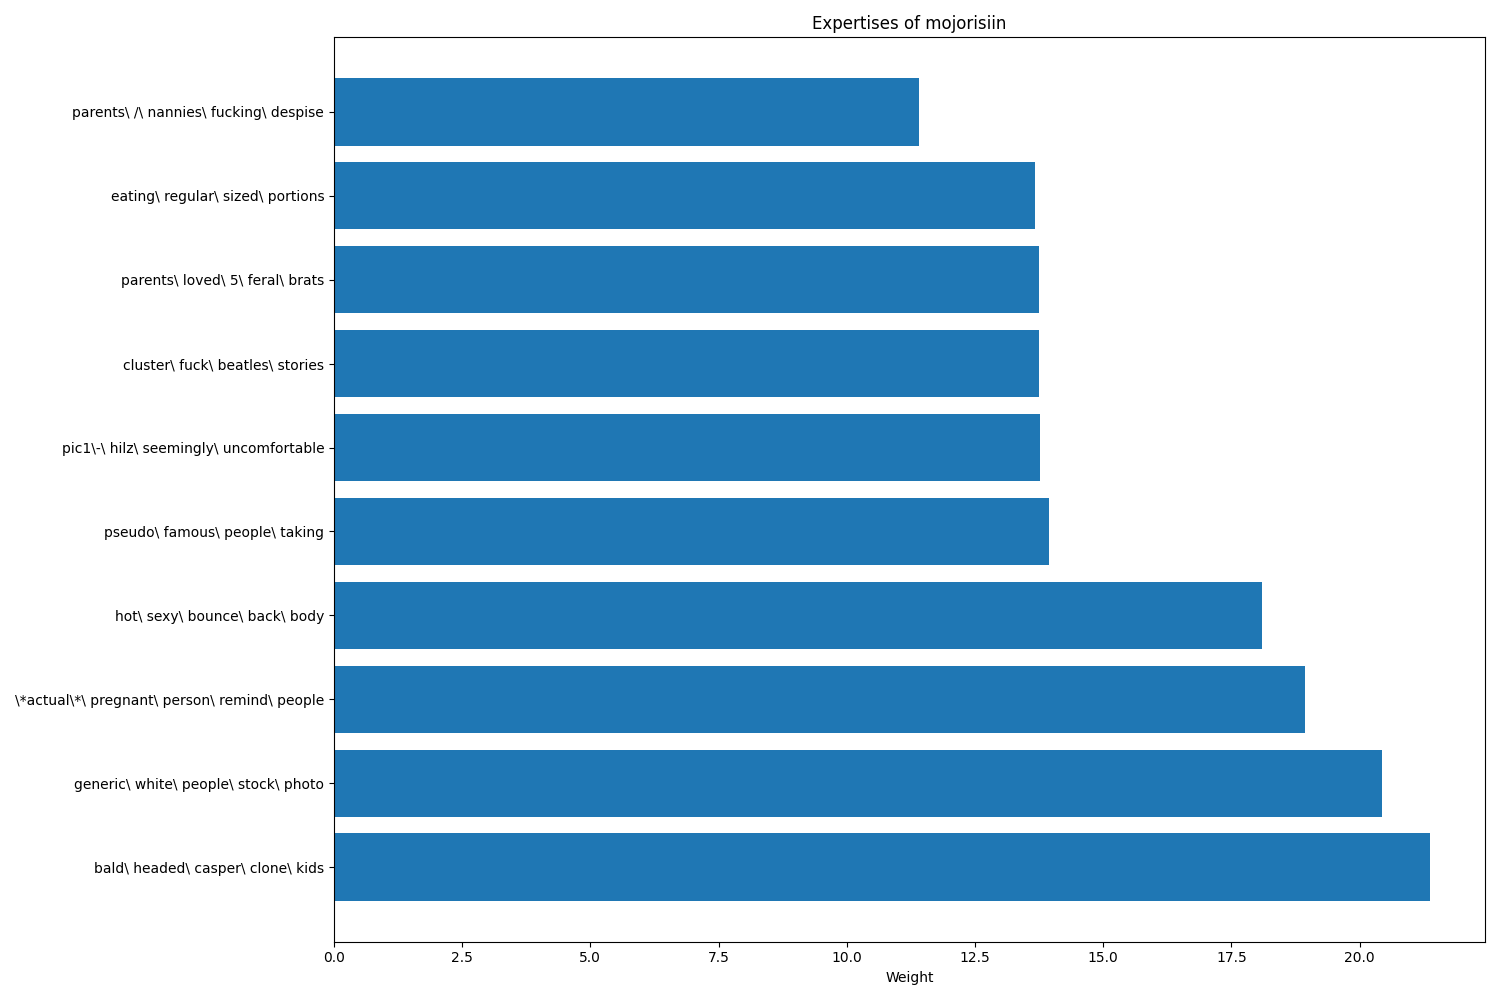 Expertises of mojorisiin
parents\ /\ nannies\ fucking\ despise
eating\ regular\ sized\ portions
parents\ loved\ 5\ feral\ brats
cluster\ fuck\ beatles\ stories
pic1\-\ hilz\ seemingly\ uncomfortable
pseudo\ famous\ people\ taking
hot\ sexy\ bounce\ back\ body
\*actual\*\ pregnant\ person\ remind\ people
generic\ white\ people\ stock\ photo
bald\ headed\ casper\ clone\ kids
0.0 2.5 5.0 7.5 10.0 12.5 15.0 17.5 20.0
Weight